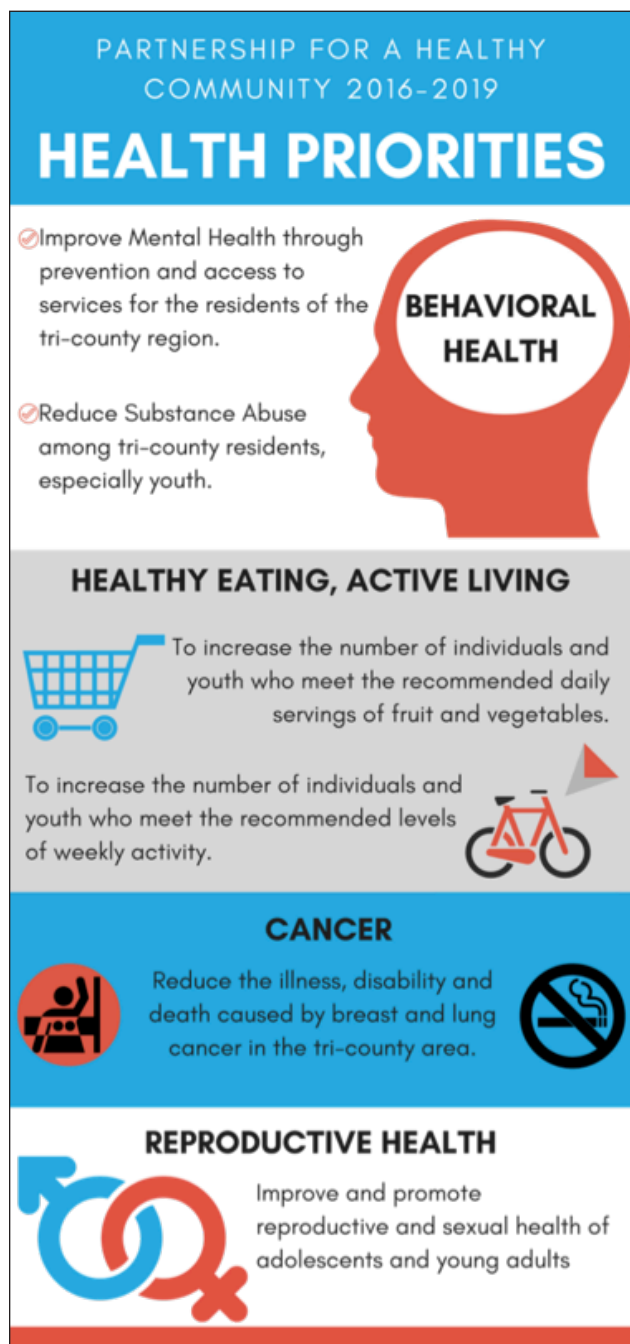 PARTNERSHIP FOR A HEALTHY
COMMUNITY 2016-2019
HEALTH PRIORITIES
Improve Mental Health through
prevention and access to
services for the residents of the
tri-county region.
Reduce Substance Abuse
among tri-county residents,
especially youth.
BEHAVIORAL
HEALTH
HEALTHY EATING, ACTIVE LIVING
To increase the number of individuals and
youth who meet the recommended daily
servings of fruit and vegetables.
To increase the number of individuals and
youth who meet the recommended levels
of weekly activity.
CANCER
Reduce the illness, disability and
death caused by breast and lung
cancer in the tri-county area.
REPRODUCTIVE HEALTH
Improve and promote
reproductive and sexual health of
adolescents and young adults